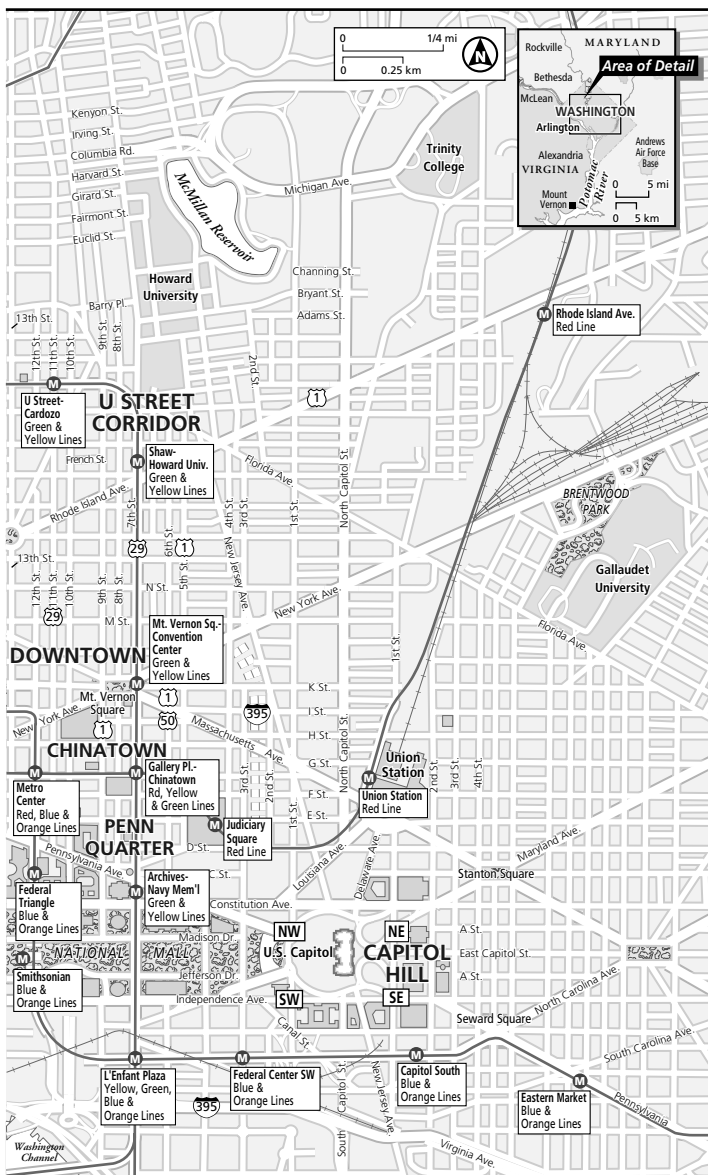 0 1/4 mi
0 0.25 km
N
Rockville
MARYLAND
Bethesda
Area of Detail
McLean
WASHINGTON
Arlington
Andrews
Air Force
Base
Alexandria
VIRGINIA
Potomac
River
Mount
Vernon
0 5 mi
0 5 km
Kenyon St.
Irving St.
Columbia Rd.
Harvard St.
Girard St.
Fairmont St.
Euclid St.
McMillan Reservoir
Trinity
College
Michigan Ave.
Howard
University
Channing St.
Bryant St.
Adams St.
Barry Pl.
13th St.
12th St.
11th St.
10th St.
9th St.
8th St.
2nd St.
M
Rhode Island Ave.
Red Line
M
U Street-
Cardozo
Green &
Yellow Lines
U STREET
CORRIDOR
1
French St.
M
Shaw-
Howard Univ.
Green &
Yellow Lines
Florida Ave.
North Capitol St.
Rhode Island Ave.
7th St.
6th St.
5th St.
4th St.
3rd St.
1st St.
New Jersey Ave.
29
1
BRENTWOOD
PARK
Gallaudet
University
13th St.
12th St.
11th St.
10th St.
9th St.
8th St.
N St.
New York Ave.
29
M St.
Florida Ave.
Mt. Vernon Sq.-
Convention
Center
Green &
Yellow Lines
1st St.
DOWNTOWN
M
K St.
Mt. Vernon
Square
1
50
395
I St.
New York Ave
1
Massachusetts Ave.
H St.
North Capitol St.
CHINATOWN
G St.
Union
Station
M
Metro
Center
Red, Blue &
Orange Lines
M
Gallery Pl.-
Chinatown
Rd, Yellow
& Green Lines
3rd St.
2nd St.
F St.
M
Union Station
Red Line
2nd St.
3rd St.
4th St.
1st St.
E St.
PENN
QUARTER
M
Judiciary
Square
Red Line
D St.
Louisiana Ave.
Delaware Ave.
Maryland Ave.
Pennsylvania Ave.
C St.
Stanton Square
M
Federal
Triangle
Blue &
Orange Lines
M
Archives-
Navy Mem'l
Green &
Yellow Lines
Constitution Ave.
Madison Dr.
NW
NE
A St.
NATIONAL MALL
U.S. Capitol
CAPITOL
HILL
East Capitol St.
M
Smithsonian
Blue &
Orange Lines
Jefferson Dr.
A St.
Independence Ave.
SW
SE
North Carolina Ave.
Canal St.
Seward Square
South Carolina Ave.
M
L'Enfant Plaza
Yellow, Green,
Blue &
Orange Lines
M
Federal Center SW
Blue &
Orange Lines
M
Capitol South
Blue &
Orange Lines
M
Eastern Market
Blue &
Orange Lines
Pennsylvania
395
South Capitol St.
New Jersey Ave.
Virginia Ave.
Washington
Channel